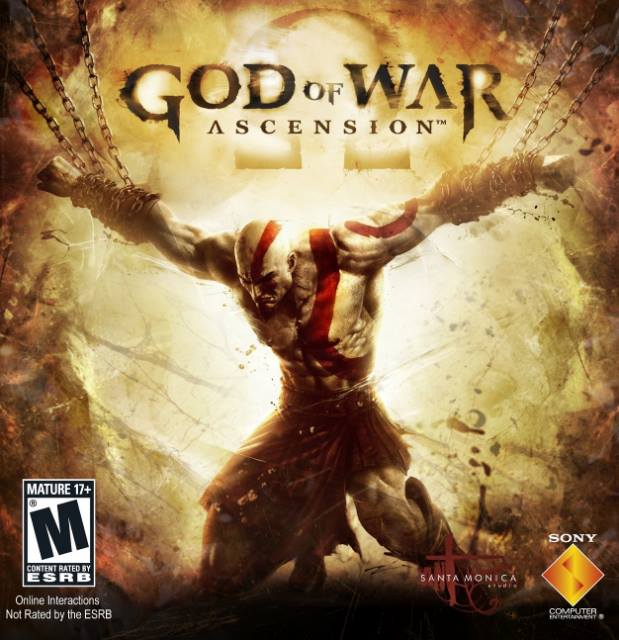 GOD OF WAR
ASCENSION™
MATURE 17+
M
®
CONTENT RATED BY
ESRB
Online Interactions
Not Rated by the ESRB
SANTA MONICA
studio
SONY
COMPUTER
ENTERTAINMENT ®